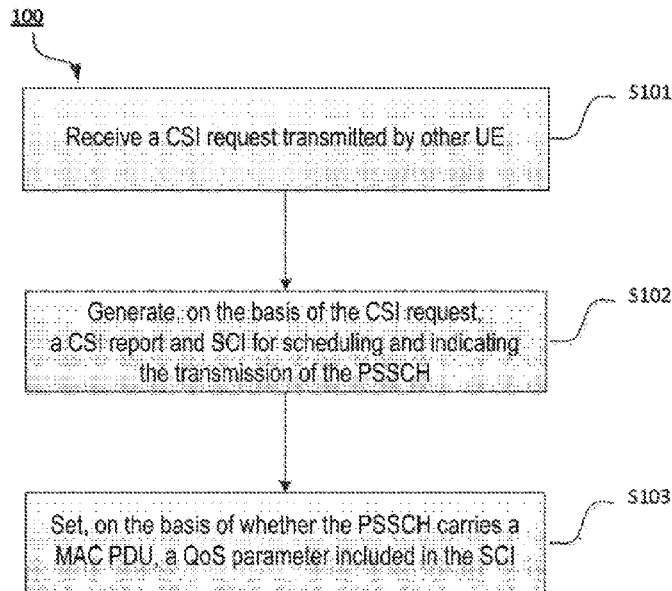 100
S101
Receive a CSI request transmitted by other UE
S102
Generate, on the basis of the CSI request,
a CSI report and SCI for scheduling and indicating
the transmission of the PSSCH
S103
Set, on the basis of whether the PSSCH carries a
MAC PDU, a QoS parameter included in the SCI